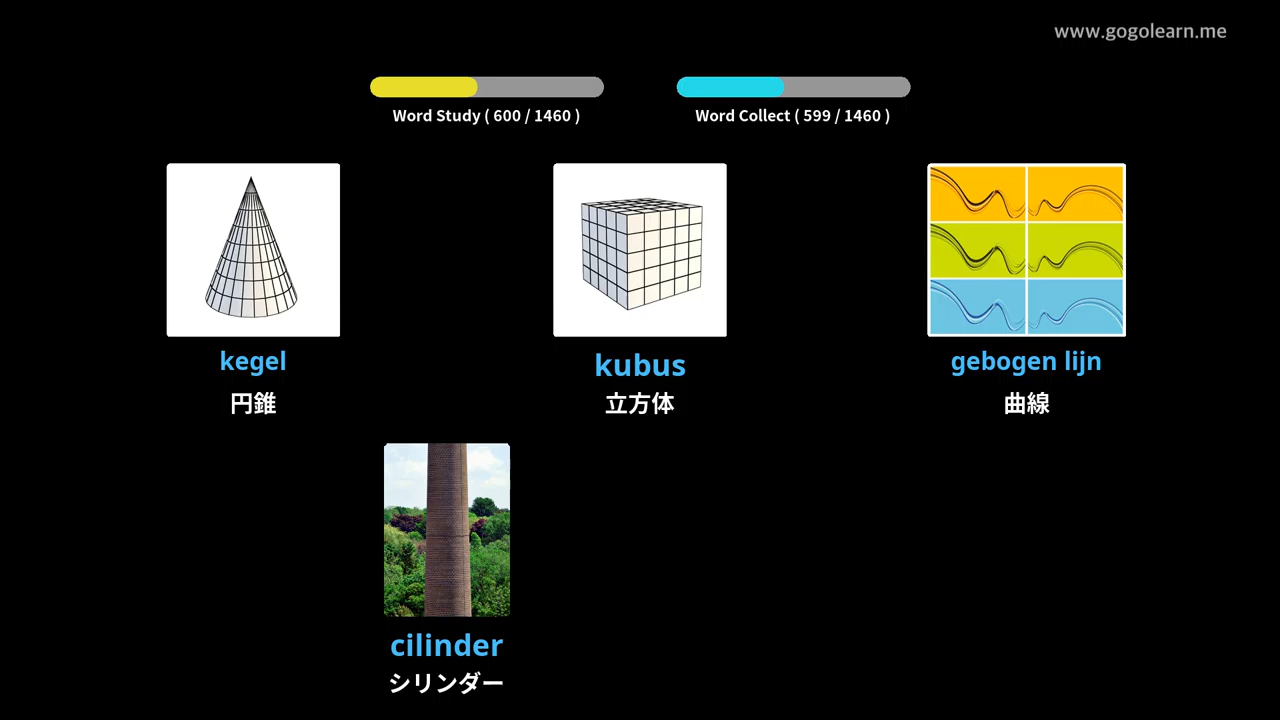 www.gogolearn.me
Word Study ( 600 / 1460 )
Word Collect ( 599 / 1460 )
kegel
円錐
kubus
立方体
gebogen lijn
曲線
cilinder
シリンダー